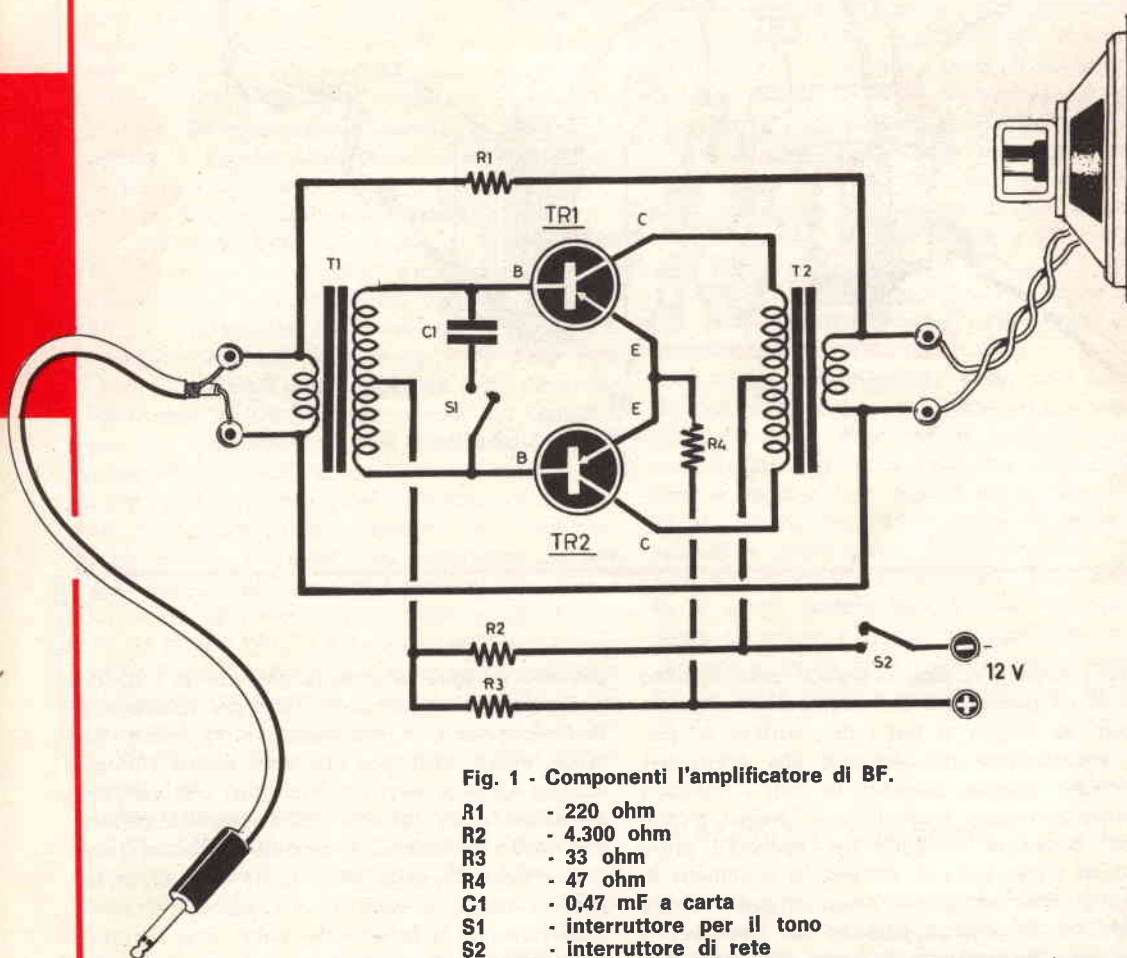 R1
TR1
C
T1
T2
B
C1
E
S1
E
R4
B
TR2
C
R2
S2
-
12 V
R3
+
Fig. 1 - Componenti l'amplificatore di BF.
R1 - 220 ohm
R2 - 4.300 ohm
R3 - 33 ohm
R4 - 47 ohm
C1 - 0,47 mF a carta
S1 - interruttore per il tono
S2 - interruttore di rete